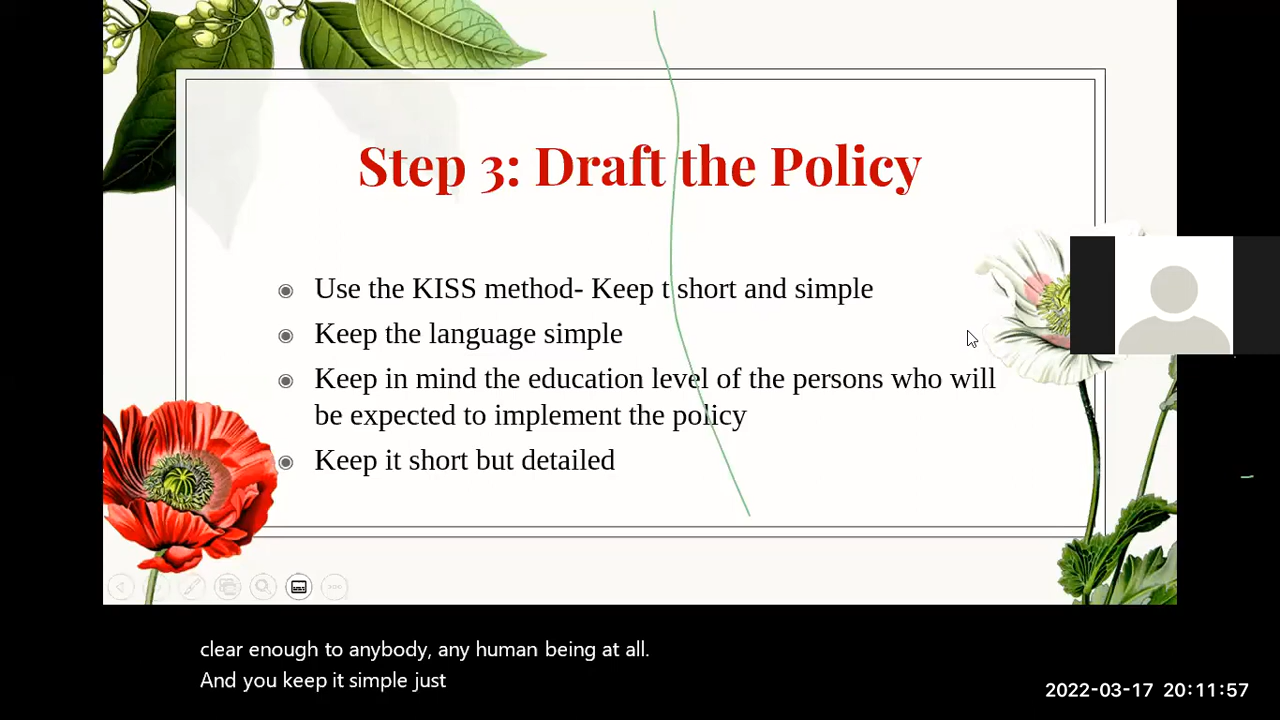 Step 3: Draft the Policy
Use the KISS method- Keep t short and simple
Keep the language simple
Keep in mind the education level of the persons who will
be expected to implement the policy
Keep it short but detailed
clear enough to anybody, any human being at all.
And you keep it simple just
2022-03-17 20:11:57